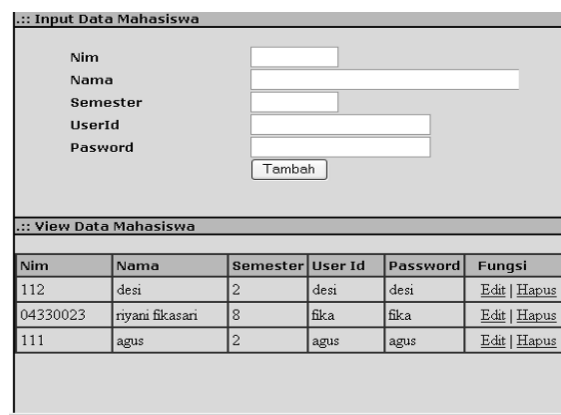 .:: Input Data Mahasiswa
Nim
Nama
Semester
UserId
Pasword
Tambah
.:: View Data Mahasiswa
Nim Nama Semester User Id Password Fungsi
112 desi 2 desi desi Edit | Hapus
04330023 riyani fikasari 8 fika fika Edit | Hapus
111 agus 2 agus agus Edit | Hapus